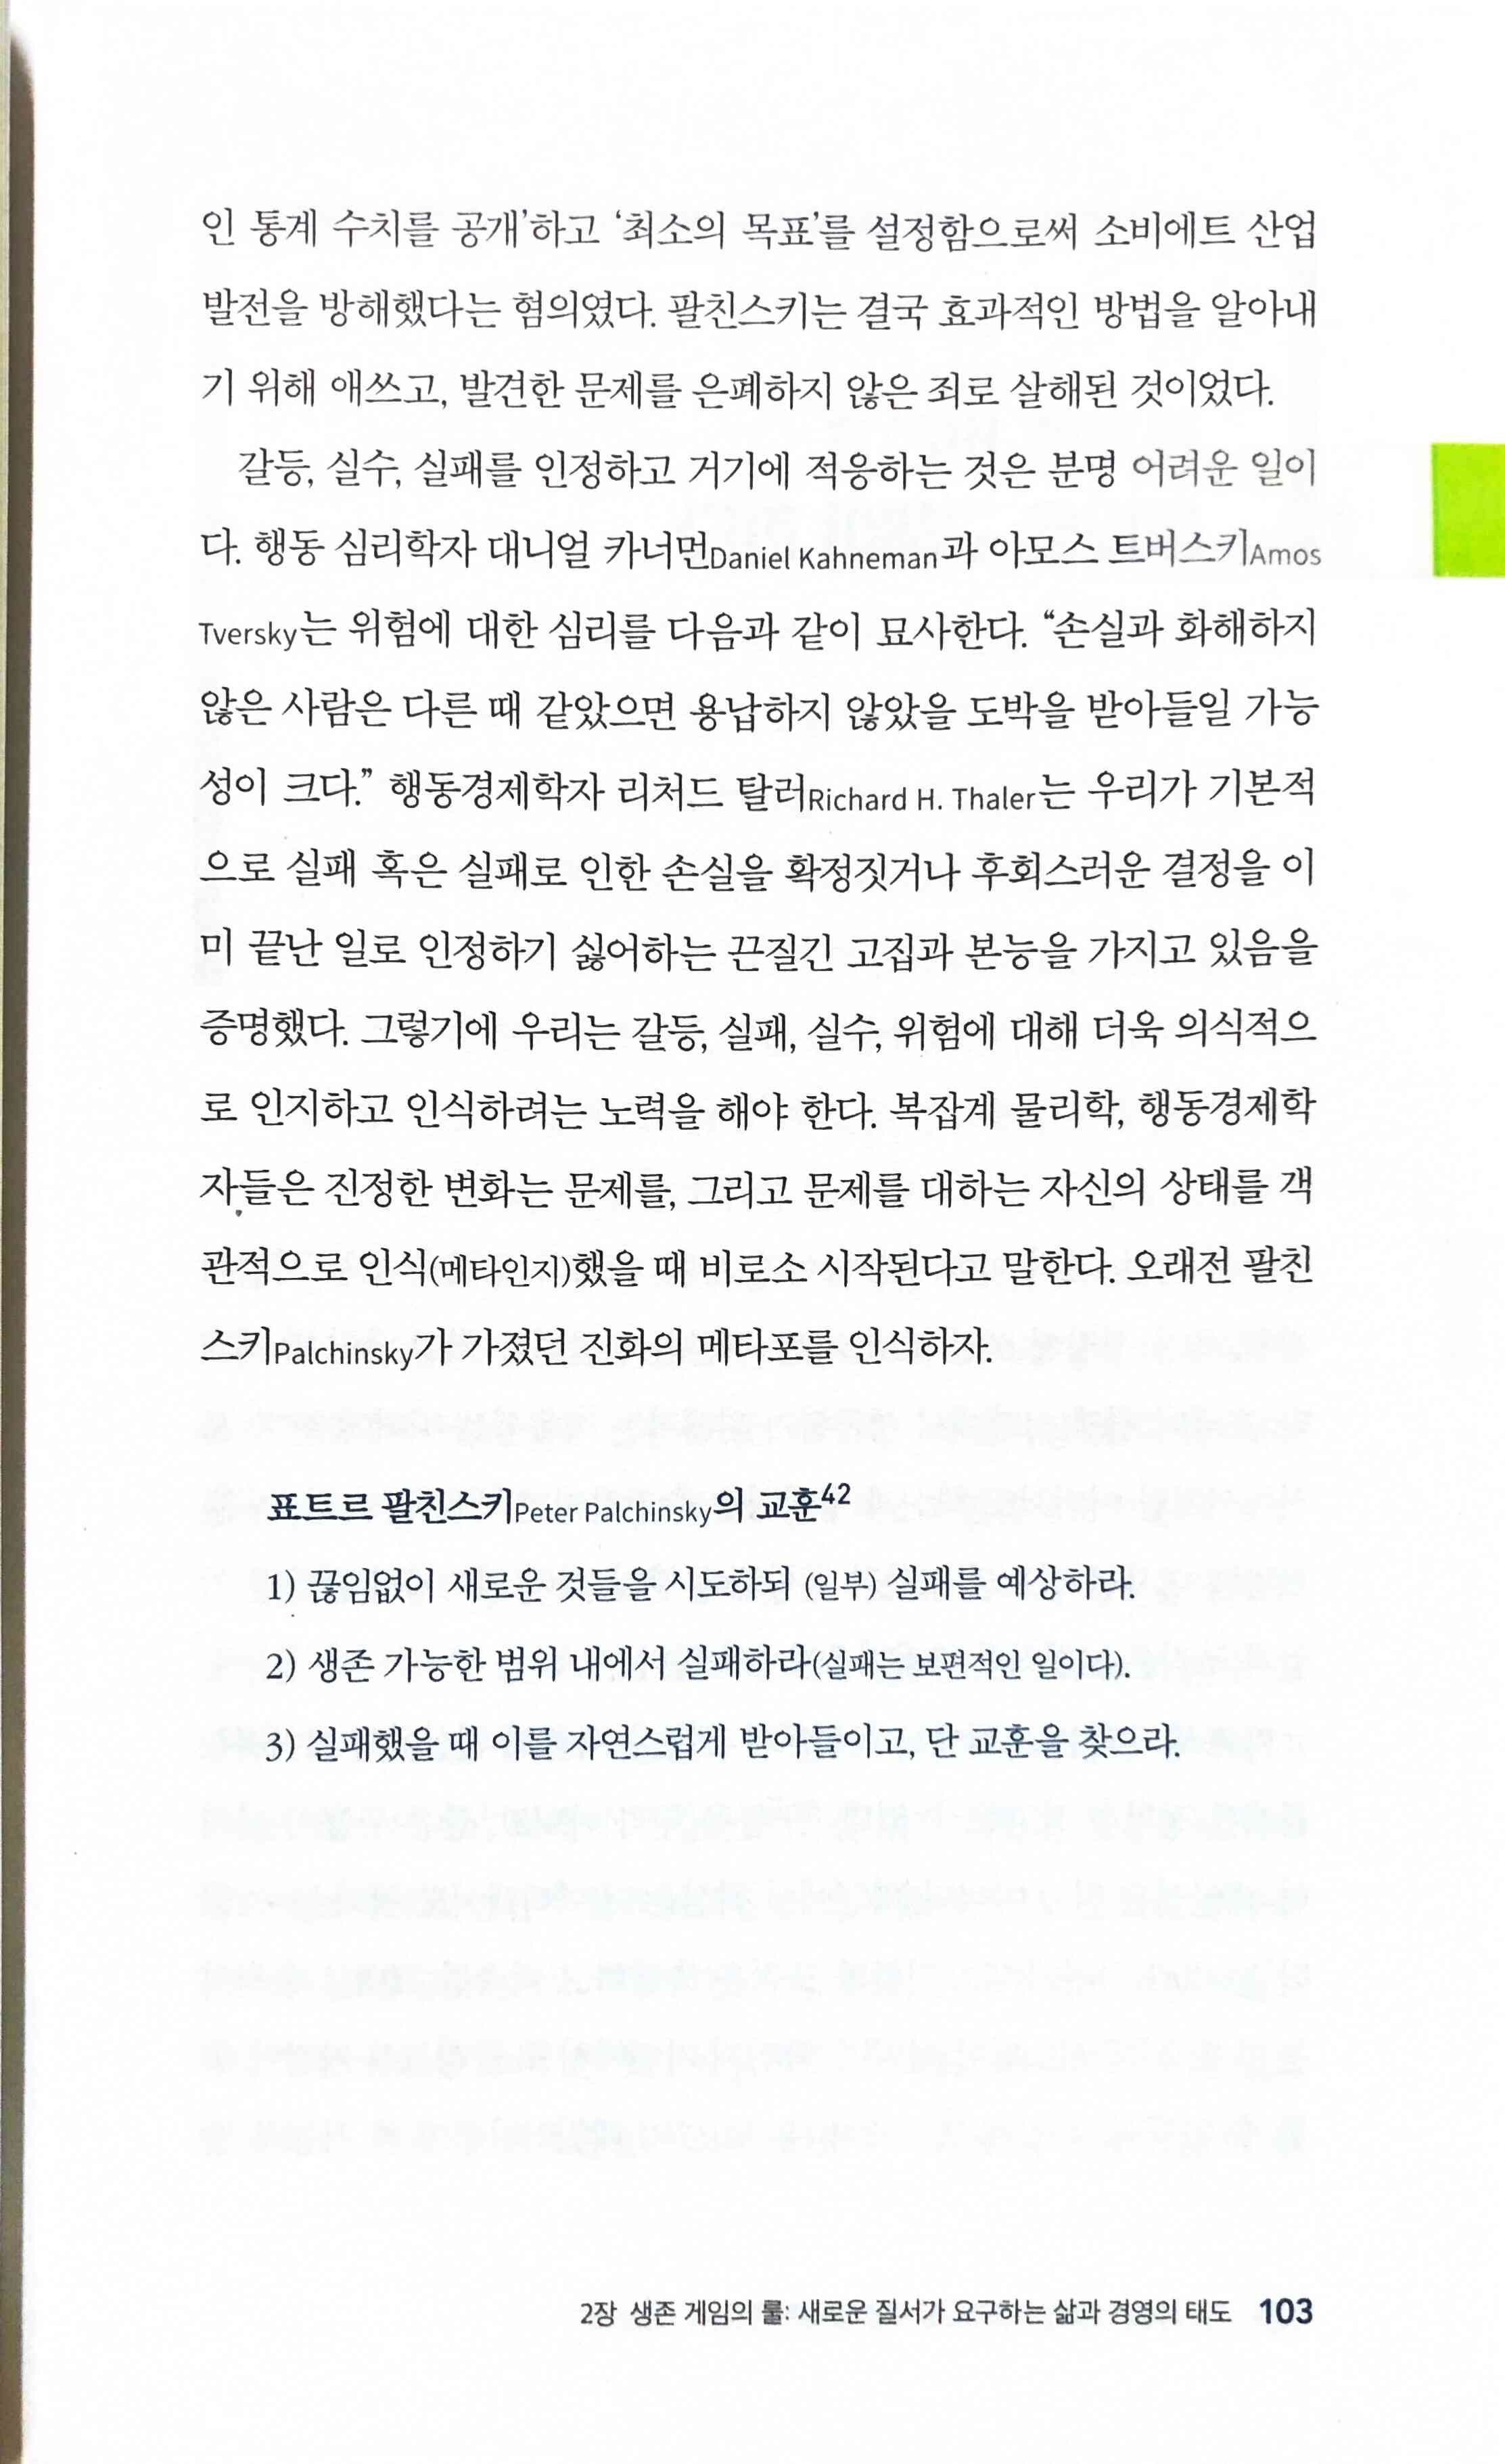 인 통계 수치를 공개’하고 ‘최소의 목표’를 설정함으로써 소비에트 산업
발전을 방해했다는 혐의였다. 팔친스키는 결국 효과적인 방법을 알아내
기 위해 애쓰고, 발견한 문제를 은폐하지 않은 죄로 살해된 것이었다.
갈등, 실수, 실패를 인정하고 거기에 적응하는 것은 분명 어려운 일이
다. 행동 심리학자 대니얼 카너먼Daniel Kahneman과 아모스 트버스키Amos
Tversky는 위험에 대한 심리를 다음과 같이 묘사한다. “손실과 화해하지
않은 사람은 다른 때 같았으면 용납하지 않았을 도박을 받아들일 가능
성이 크다.” 행동경제학자 리처드 탈러Richard H. Thaler는 우리가 기본적
으로 실패 혹은 실패로 인한 손실을 확정짓거나 후회스러운 결정을 이
미 끝난 일로 인정하기 싫어하는 끈질긴 고집과 본능을 가지고 있음을
증명했다. 그렇기에 우리는 갈등, 실패, 실수, 위험에 대해 더욱 의식적으
로 인지하고 인식하려는 노력을 해야 한다. 복잡계 물리학, 행동경제학
자들은 진정한 변화는 문제를, 그리고 문제를 대하는 자신의 상태를 객
관적으로 인식(메타인지)했을 때 비로소 시작된다고 말한다. 오래전 팔친
스키Palchinsky가 가졌던 진화의 메타포를 인식하자.
표트르 팔친스키Peter Palchinsky의 교훈42
1) 끊임없이 새로운 것들을 시도하되 (일부) 실패를 예상하라.
2) 생존 가능한 범위 내에서 실패하라(실패는 보편적인 일이다).
3) 실패했을 때 이를 자연스럽게 받아들이고, 단 교훈을 찾으라.
2장 생존 게임의 룰: 새로운 질서가 요구하는 삶과 경영의 태도 103